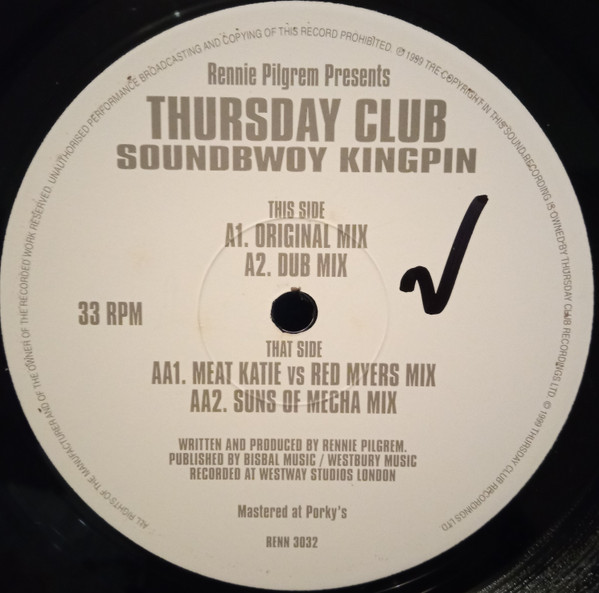 ALL RIGHTS OF THE MANUFACTURER AND OF THE OWNER OF THE RECORDED WORK RESERVED. UNAUTHORISED PERFORMANCE BROADCASTING AND COPYING OF THIS RECORD PROHIBITED. ℗ 1999 THE COPYRIGHT IN THIS SOUND RECORDING IS OWNED BY THURSDAY CLUB RECORDINGS LTD. © 1999 THURSDAY CLUB RECORDINGS LTD.
Rennie Pilgrem Presents
THURSDAY CLUB
SOUNDBWOY KINGPIN
THIS SIDE
A1. ORIGINAL MIX
A2. DUB MIX
33 RPM
THAT SIDE
AA1. MEAT KATIE vs RED MYERS MIX
AA2. SUNS OF MECHA MIX
WRITTEN AND PRODUCED BY RENNIE PILGREM.
PUBLISHED BY BISBAL MUSIC / WESTBURY MUSIC
RECORDED AT WESTWAY STUDIOS LONDON
Mastered at Porky's
RENN 3032